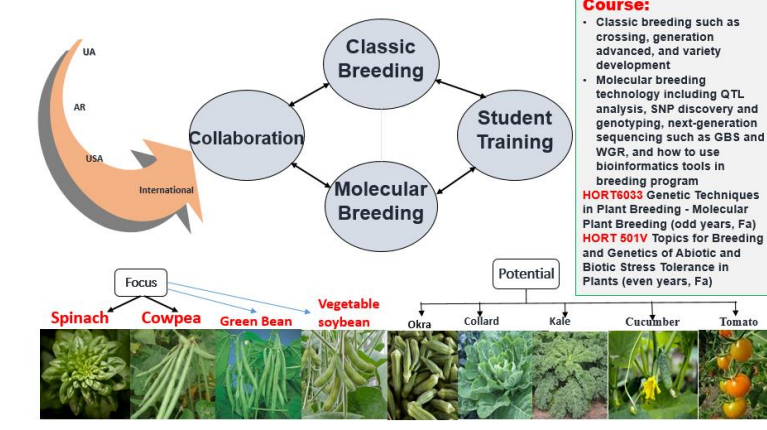 Course:
• Classic breeding such as
crossing, generation
advanced, and variety
development
• Molecular breeding
technology including QTL
analysis, SNP discovery and
genotyping, next-generation
sequencing such as GBS and
WGR, and how to use
bioinformatics tools in
breeding program
HORT6033 Genetic Techniques
in Plant Breeding - Molecular
Plant Breeding (odd years, Fa)
HORT 501V Topics for Breeding
and Genetics of Abiotic and
Biotic Stress Tolerance in
Plants (even years, Fa)
UA
AR
USA
International
Classic
Breeding
Collaboration
Student
Training
Molecular
Breeding
Focus
Spinach
Cowpea
Green Bean
Vegetable
soybean
Potential
Okra
Collard
Kale
Cucumber
Tomato